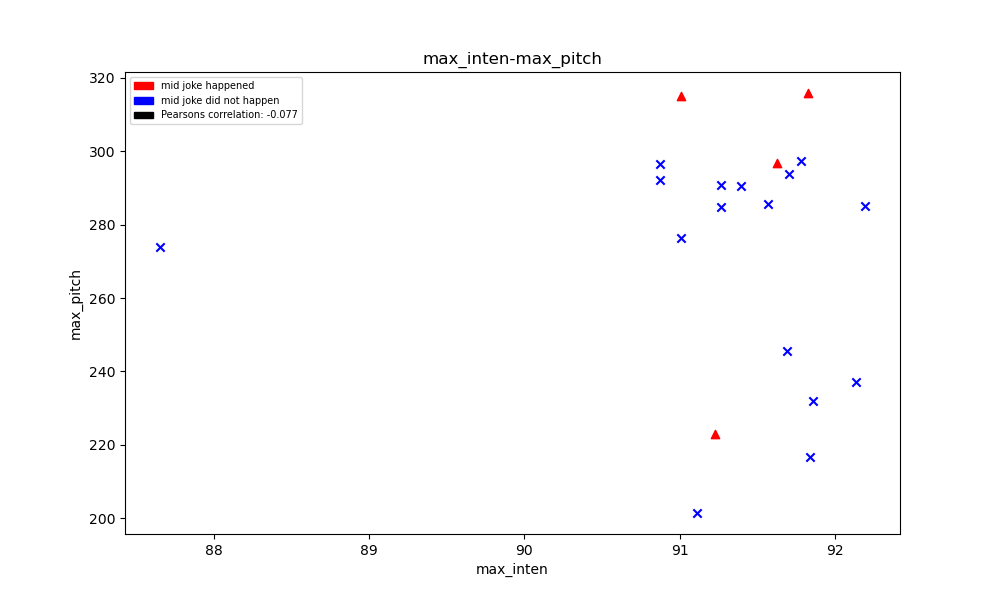 max_inten-max_pitch
mid joke happened
mid joke did not happen
Pearsons correlation: -0.077
320
300
280
260
240
220
200
max_pitch
88
89
90
91
92
max_inten